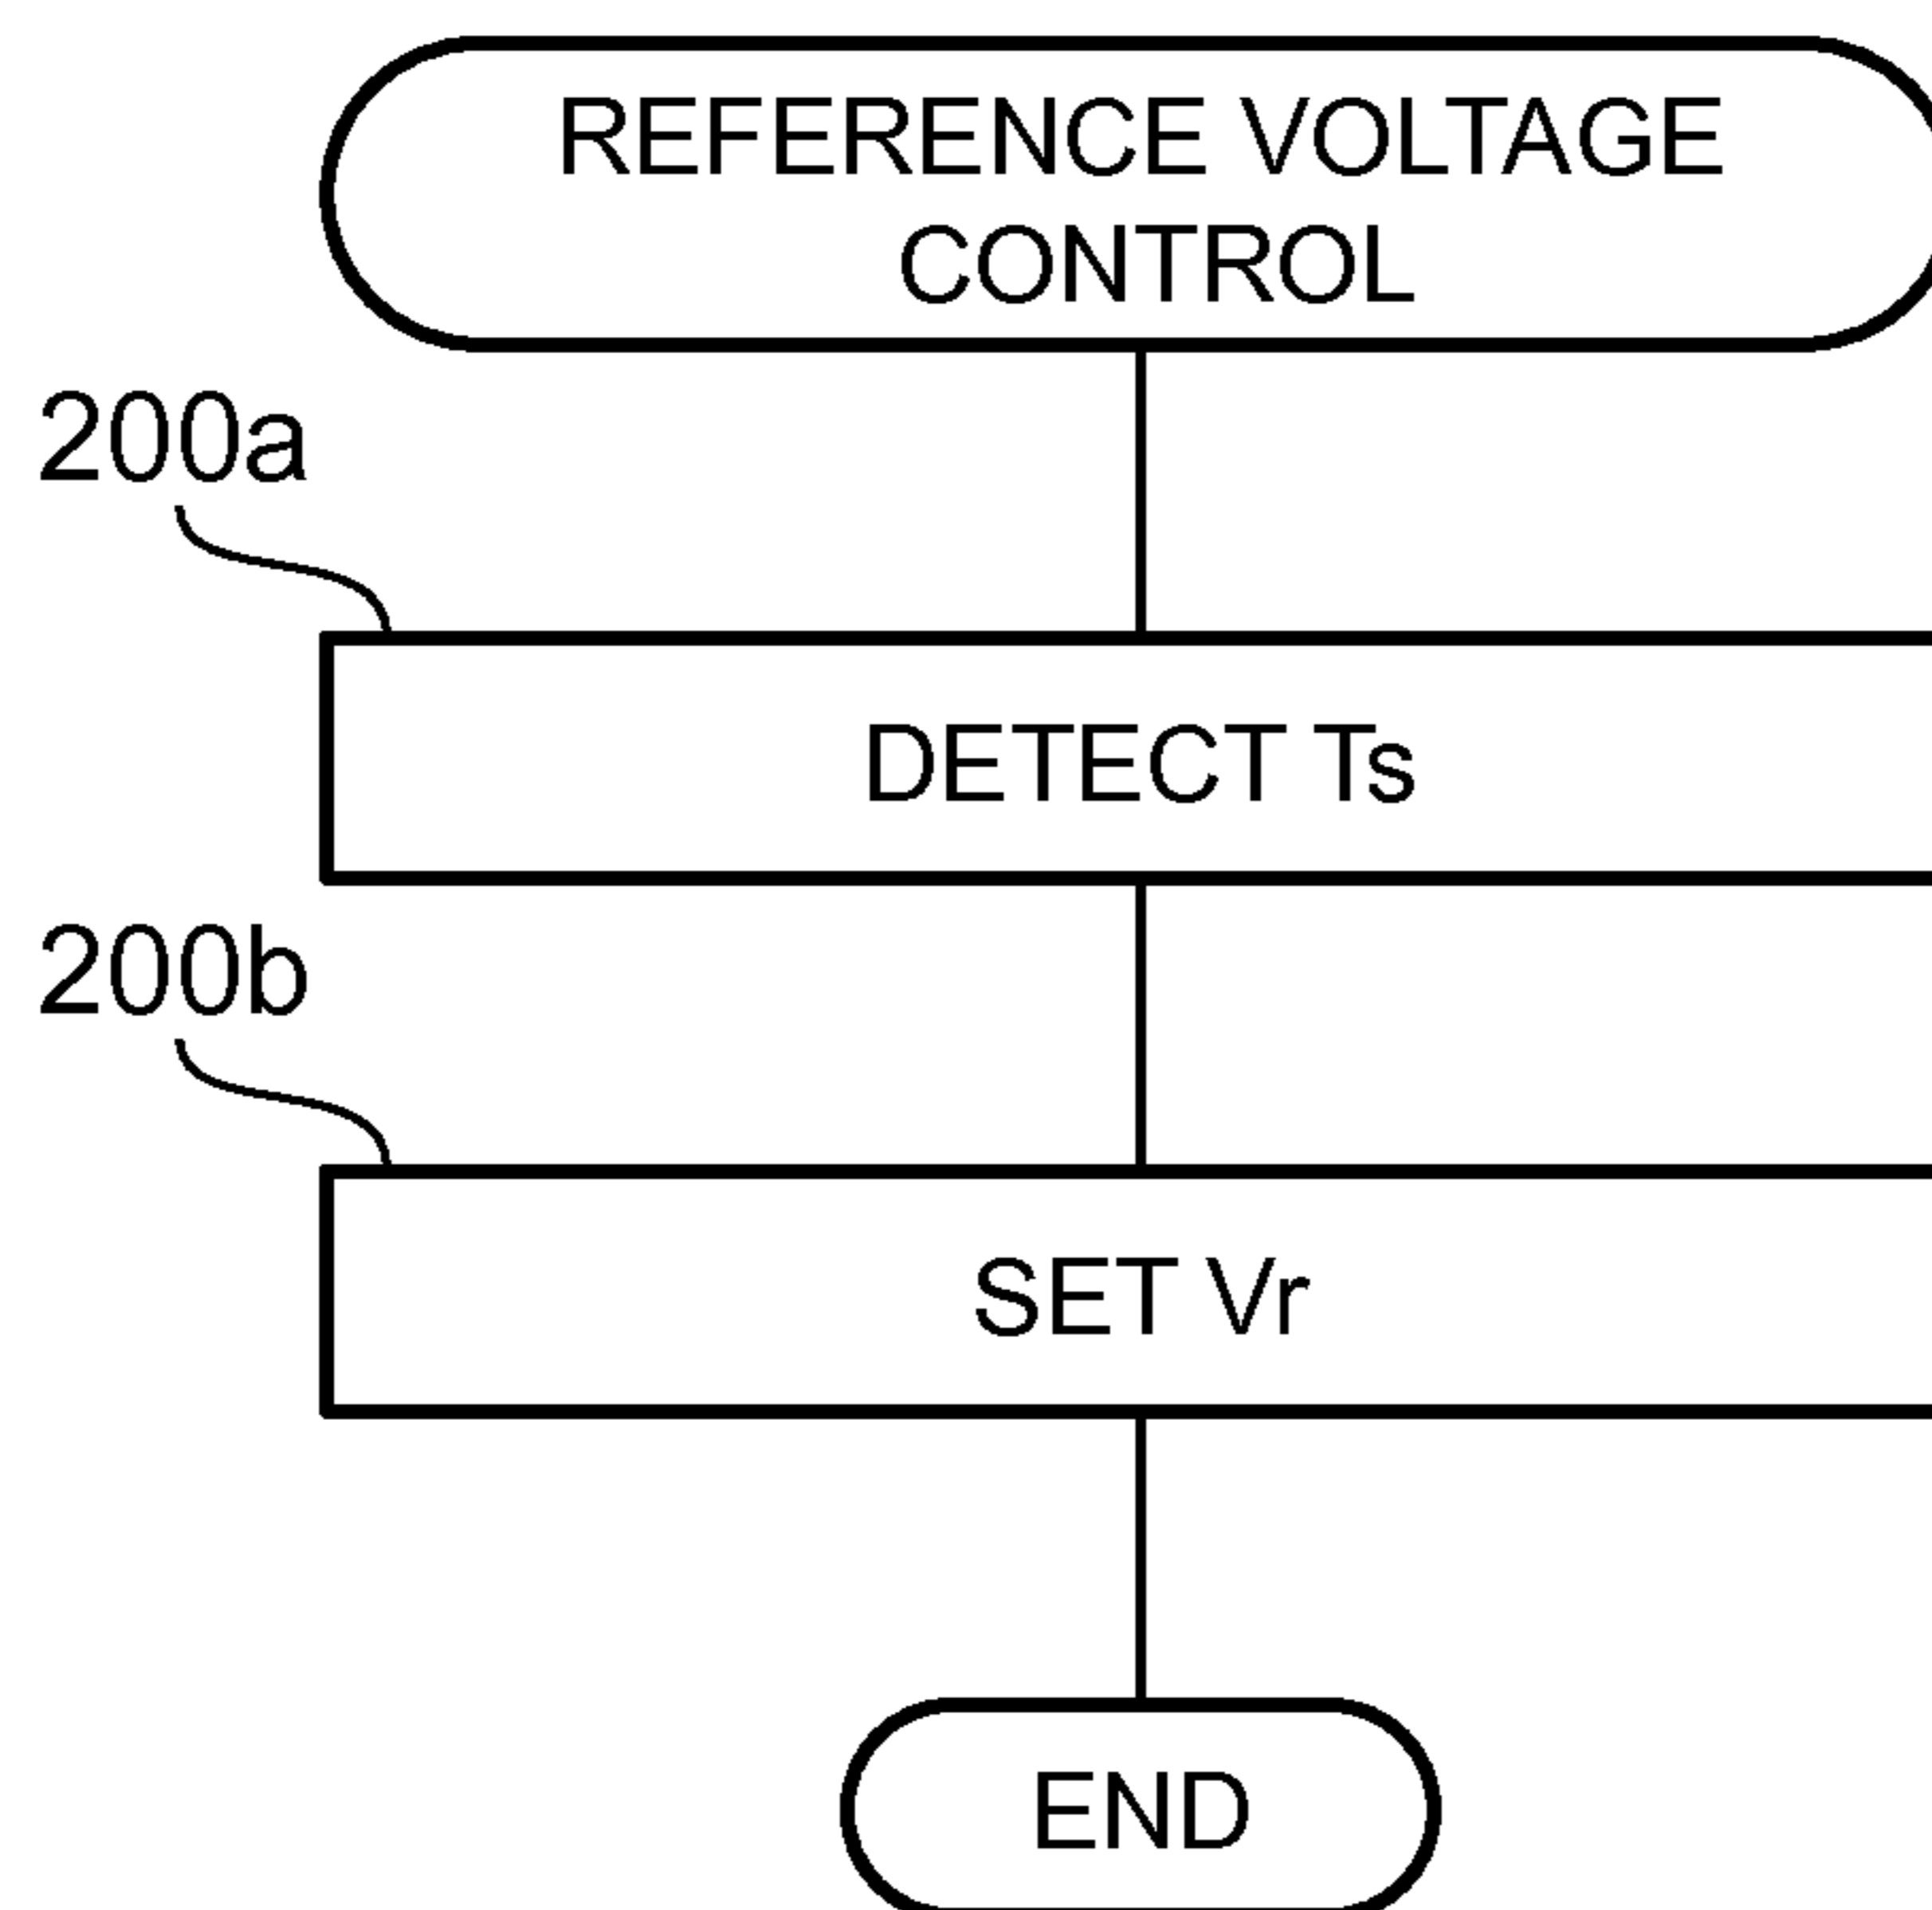 REFERENCE VOLTAGE
CONTROL
200a
DETECT Ts
200b
SET Vr
END